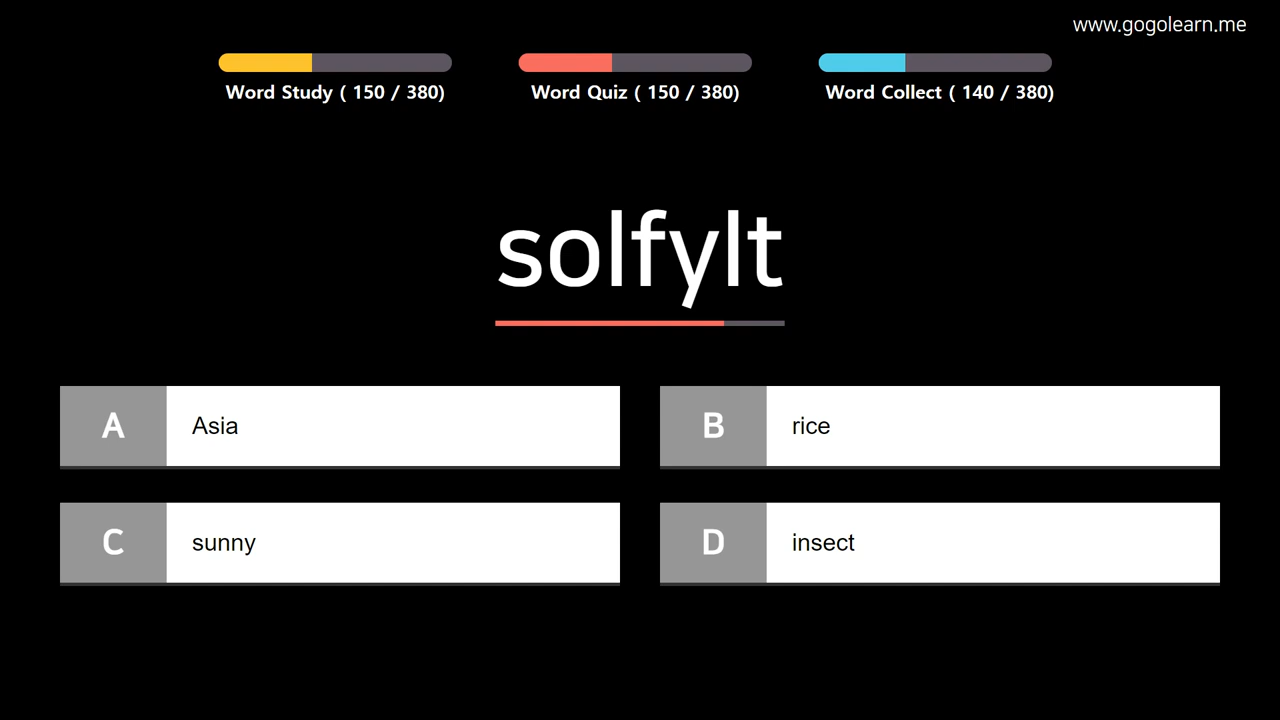 www.gogolearn.me
Word Study ( 150 / 380)
Word Quiz ( 150 / 380)
Word Collect ( 140 / 380)
solfylt
A Asia
B rice
C sunny
D insect